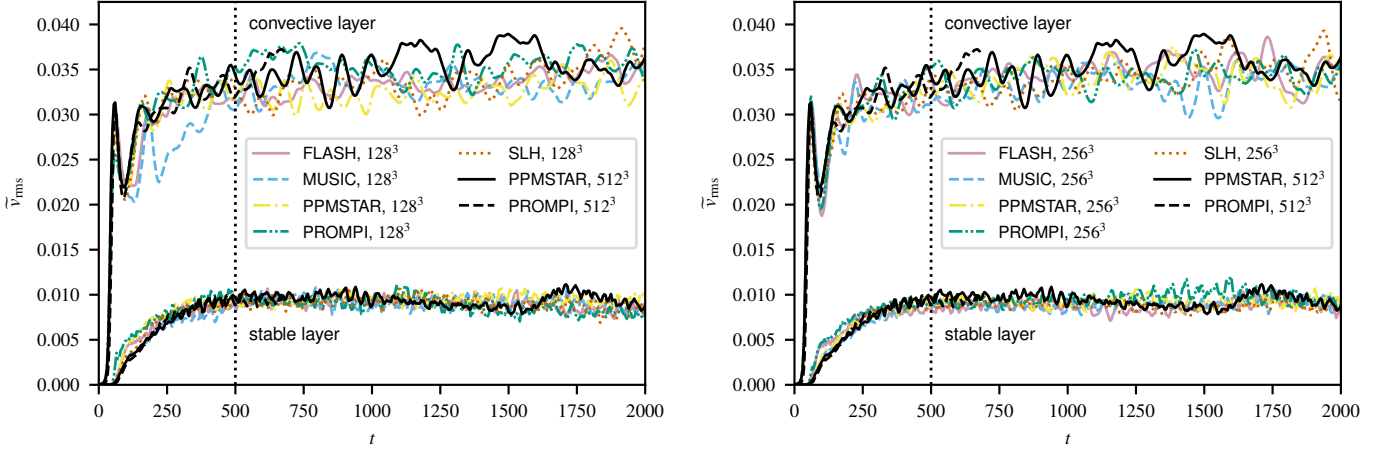 0.040
0.035
0.030
0.025
0.020
0.015
0.010
0.005
0.000
ṽrms
convective layer
FLASH, 128³
MUSIC, 128³
PPMSTAR, 128³
PROMPI, 128³
SLH, 128³
PPMSTAR, 512³
PROMPI, 512³
stable layer
0 250 500 750 1000 1250 1500 1750 2000
t
0.040
0.035
0.030
0.025
0.020
0.015
0.010
0.005
0.000
ṽrms
convective layer
FLASH, 256³
MUSIC, 256³
PPMSTAR, 256³
PROMPI, 256³
SLH, 256³
PPMSTAR, 512³
PROMPI, 512³
stable layer
0 250 500 750 1000 1250 1500 1750 2000
t